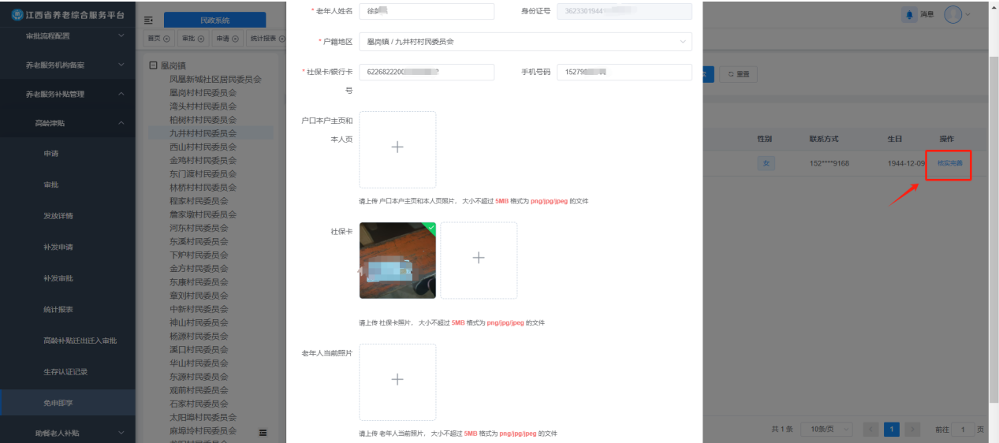 江西省养老综合服务平台
审批流程配置
养老服务机构备案
养老服务补贴管理
高龄津贴
申请
审批
发放详情
补发申请
补发审批
统计报表
高龄补贴迁出迁入审批
生存认证记录
免申即享
助餐老人补贴
民政系统
首页 审批 申请 统计报表
凰岗镇
凤凰新城社区居民委员会
凰岗村村民委员会
湾头村村民委员会
柏树村村民委员会
九井村村民委员会
西山村村民委员会
金鸡村村民委员会
东门渡村民委员会
林桥村村民委员会
程家村民委员会
詹家墩村民委员会
河东村民委员会
东溪村民委员会
下炉村民委员会
金方村民委员会
东康村民委员会
章刘村民委员会
中新村民委员会
神山村民委员会
杨源村民委员会
溪口村民委员会
华山村民委员会
东源村民委员会
观前村民委员会
石家村民委员会
太阳埠村民委员会
麻埠坽村民委员会
* 老年人姓名 徐
身份证号 3623301944
* 户籍地区 凰岗镇 / 九井村村民委员会
* 社保卡/银行卡号 6226822200
手机号码 15279
户口本户主页和
本人页
请上传 户口本户主页和本人页照片， 大小不超过 5MB 格式为 png/jpg/jpeg 的文件
社保卡
请上传 社保卡照片， 大小不超过 5MB 格式为 png/jpg/jpeg 的文件
老年人当前照片
请上传 老年人当前照片， 大小不超过 5MB 格式为 png/jpg/jpeg 的文件
消息
重置
性别 联系方式 生日 操作
女 152****9168 1944-12-09 核实完善
共 1 条 10条/页 < 1 > 前往 1 页